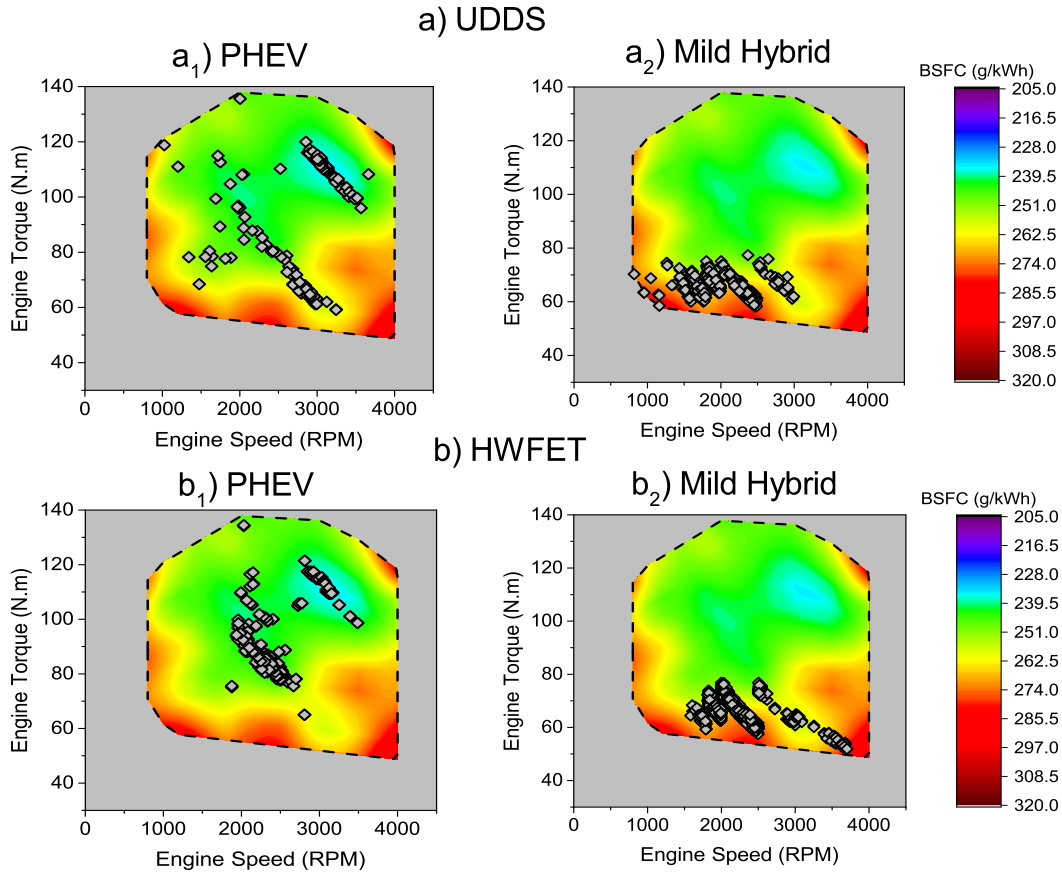 a) UDDS
a1) PHEV
a2) Mild Hybrid
BSFC (g/kWh)
140
120
100
80
60
40
Engine Torque (N.m)
0 1000 2000 3000 4000
Engine Speed (RPM)
140
120
100
80
60
40
Engine Torque (N.m)
0 1000 2000 3000 4000
Engine Speed (RPM)
205.0
216.5
228.0
239.5
251.0
262.5
274.0
285.5
297.0
308.5
320.0
b) HWFET
b1) PHEV
b2) Mild Hybrid
BSFC (g/kWh)
140
120
100
80
60
40
Engine Torque (N.m)
0 1000 2000 3000 4000
Engine Speed (RPM)
140
120
100
80
60
40
Engine Torque (N.m)
0 1000 2000 3000 4000
Engine Speed (RPM)
205.0
216.5
228.0
239.5
251.0
262.5
274.0
285.5
297.0
308.5
320.0